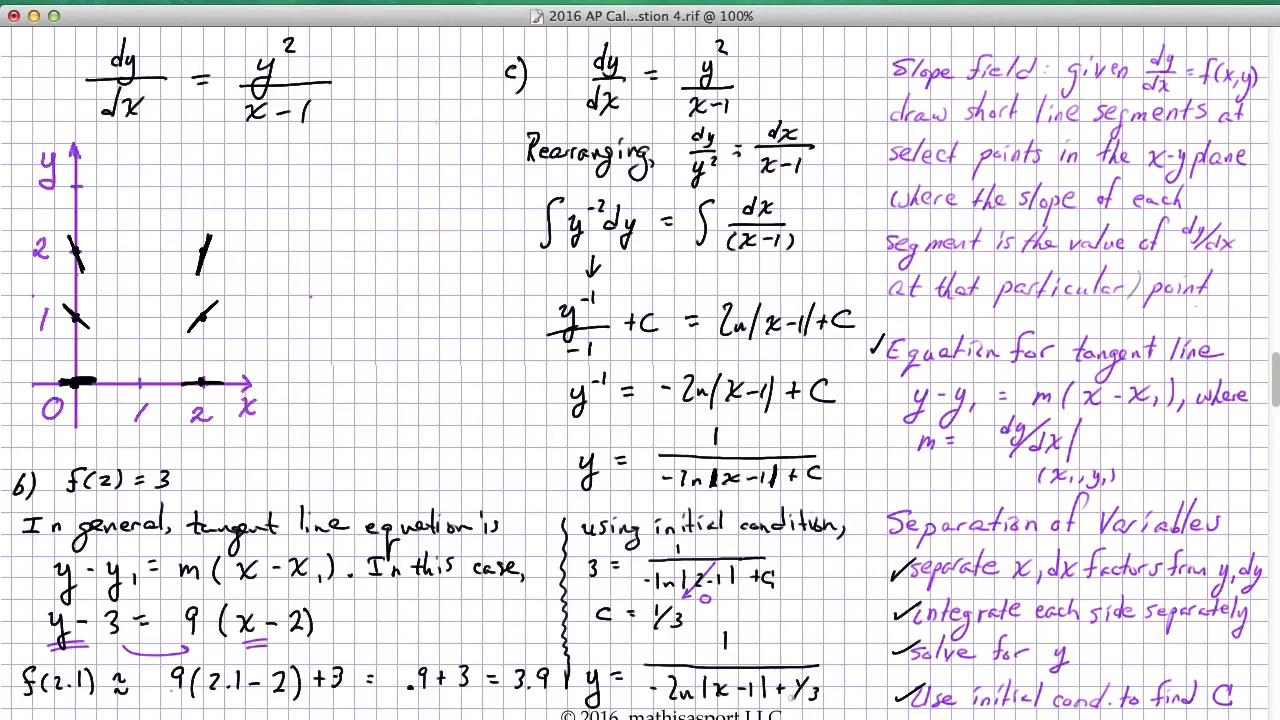 2016 AP Cal...stion 4.rif @ 100%
dy/dx = y²/(x-1)
y
2
1
0 1 2 x
b) f(2) = 3
In general, tangent line equation is
y - y₁ = m(x - x₁). In this case,
y - 3 = 9(x - 2)
f(2.1) ≈ 9(2.1-2)+3 = .9+3 = 3.9
c) dy/dx = y²/(x-1)
Rearranging, dy/y² = dx/(x-1)
∫y⁻²dy = ∫ dx/(x-1)
y⁻¹/-1 + C = ln|x-1| + C
y⁻¹ = -ln|x-1| + C
y = 1/(-ln|x-1| + C)
using initial condition,
3 = 1/(-ln|2-1| + C)
0
C = 1/3
y = 1/(-ln|x-1| + 1/3)
Slope field: given dy/dx = f(x,y)
draw short line segments at
select points in the x-y plane
where the slope of each
segment is the value of dy/dx
at that particular) point
✓Equation for tangent line
y - y₁ = m(x - x₁), where
m = dy/dx|
(x₁, y₁)
Separation of Variables
✓separate x, dx factors from y, dy
✓integrate each side separately
✓solve for y
✓Use initial cond. to find C
© 2016, mathisasport LLC